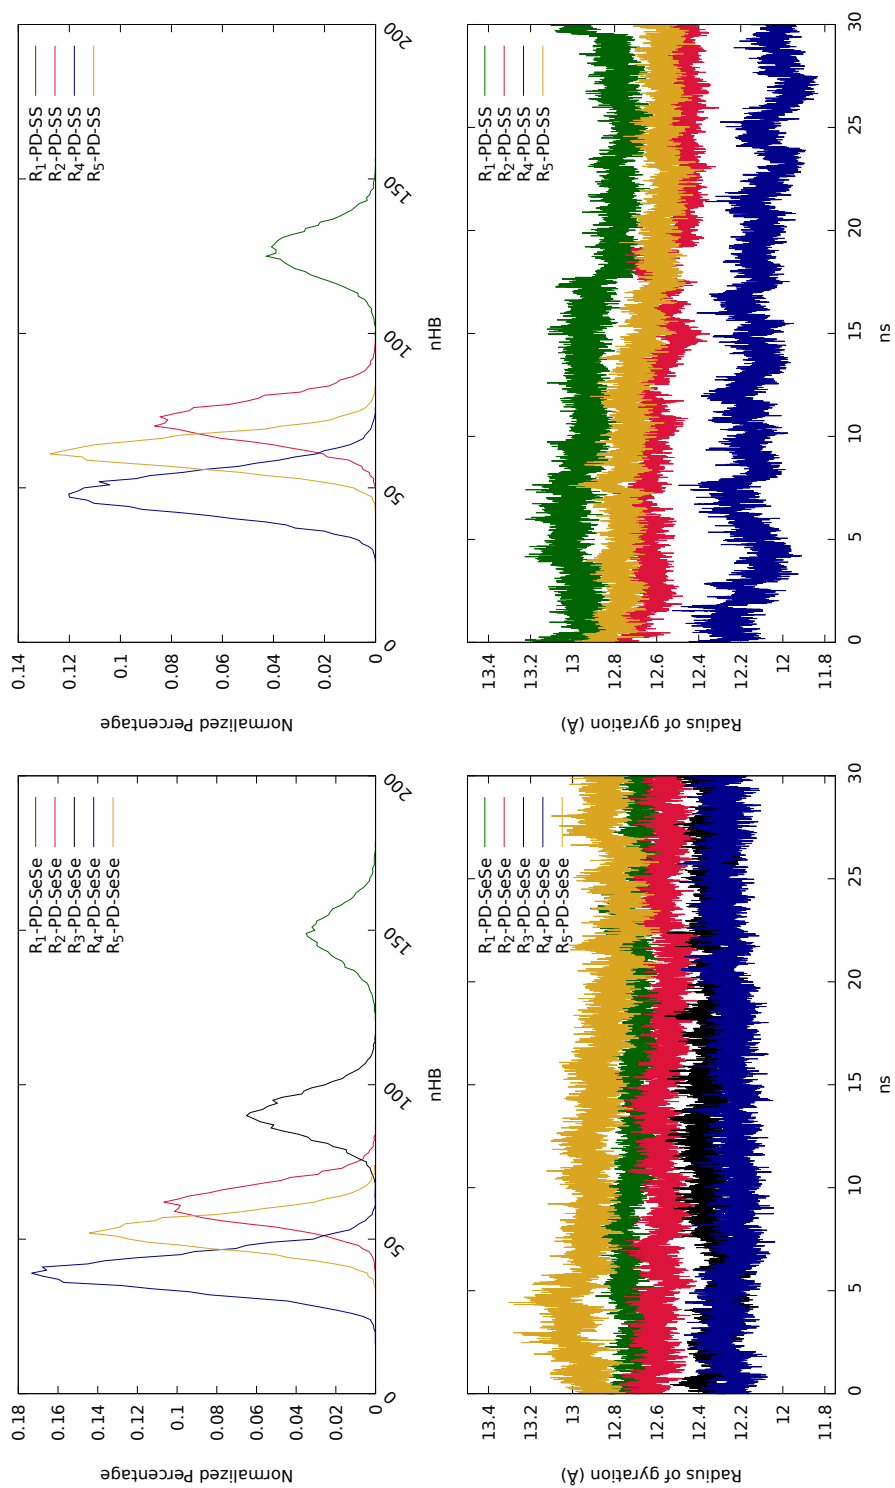 0.18
0.16
0.14
0.12
0.1
0.08
0.06
0.04
0.02
0
Normalized Percentage
0
50
100
150
200
nHB
R1-PD-SeSe
R2-PD-SeSe
R3-PD-SeSe
R4-PD-SeSe
R5-PD-SeSe
0.14
0.12
0.1
0.08
0.06
0.04
0.02
0
Normalized Percentage
0
50
100
150
200
nHB
R1-PD-SS
R2-PD-SS
R4-PD-SS
R5-PD-SS
13.4
13.2
13
12.8
12.6
12.4
12.2
12
11.8
Radius of gyration (Å)
0
5
10
15
20
25
30
ns
R1-PD-SeSe
R2-PD-SeSe
R3-PD-SeSe
R4-PD-SeSe
R5-PD-SeSe
13.4
13.2
13
12.8
12.6
12.4
12.2
12
11.8
Radius of gyration (Å)
0
5
10
15
20
25
30
ns
R1-PD-SS
R2-PD-SS
R4-PD-SS
R5-PD-SS